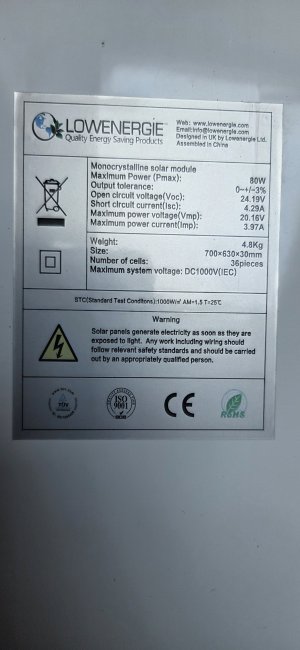 LOWENERGIE
Quality Energy Saving Products
Web: www.lowenergie.com
Email:info@lowenergie.com
Designed in UK by Lowenergie Ltd.
Assembled in China
Monocrystalline solar module
Maximum Power (Pmax): 80W
Output tolerance: 0~+/-3%
Open circuit voltage(Voc): 24.19V
Short circuit current(Isc): 4.29A
Maximum power voltage(Vmp): 20.16V
Maximum power current(Imp): 3.97A
Weight: 4.8Kg
Size: 700×630×30mm
Number of cells: 36pieces
Maximum system voltage: DC1000V(IEC)
STC(Standard Test Conditons):1000W/㎡ AM=1.5 T=25℃
Warning
Solar panels generate electricity as soon as they are
exposed to light. Any work including wiring should
follow relevant safety standards and should be carried
out by an appropriately qualified person.
TÜV
ISO
9001
CE
RoHS